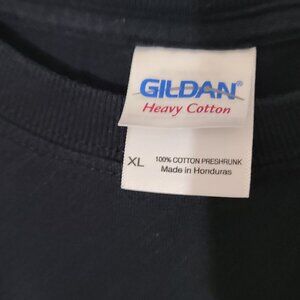 GILDAN®
Heavy Cotton
XL 100% COTTON PRESHRUNK
Made in Honduras